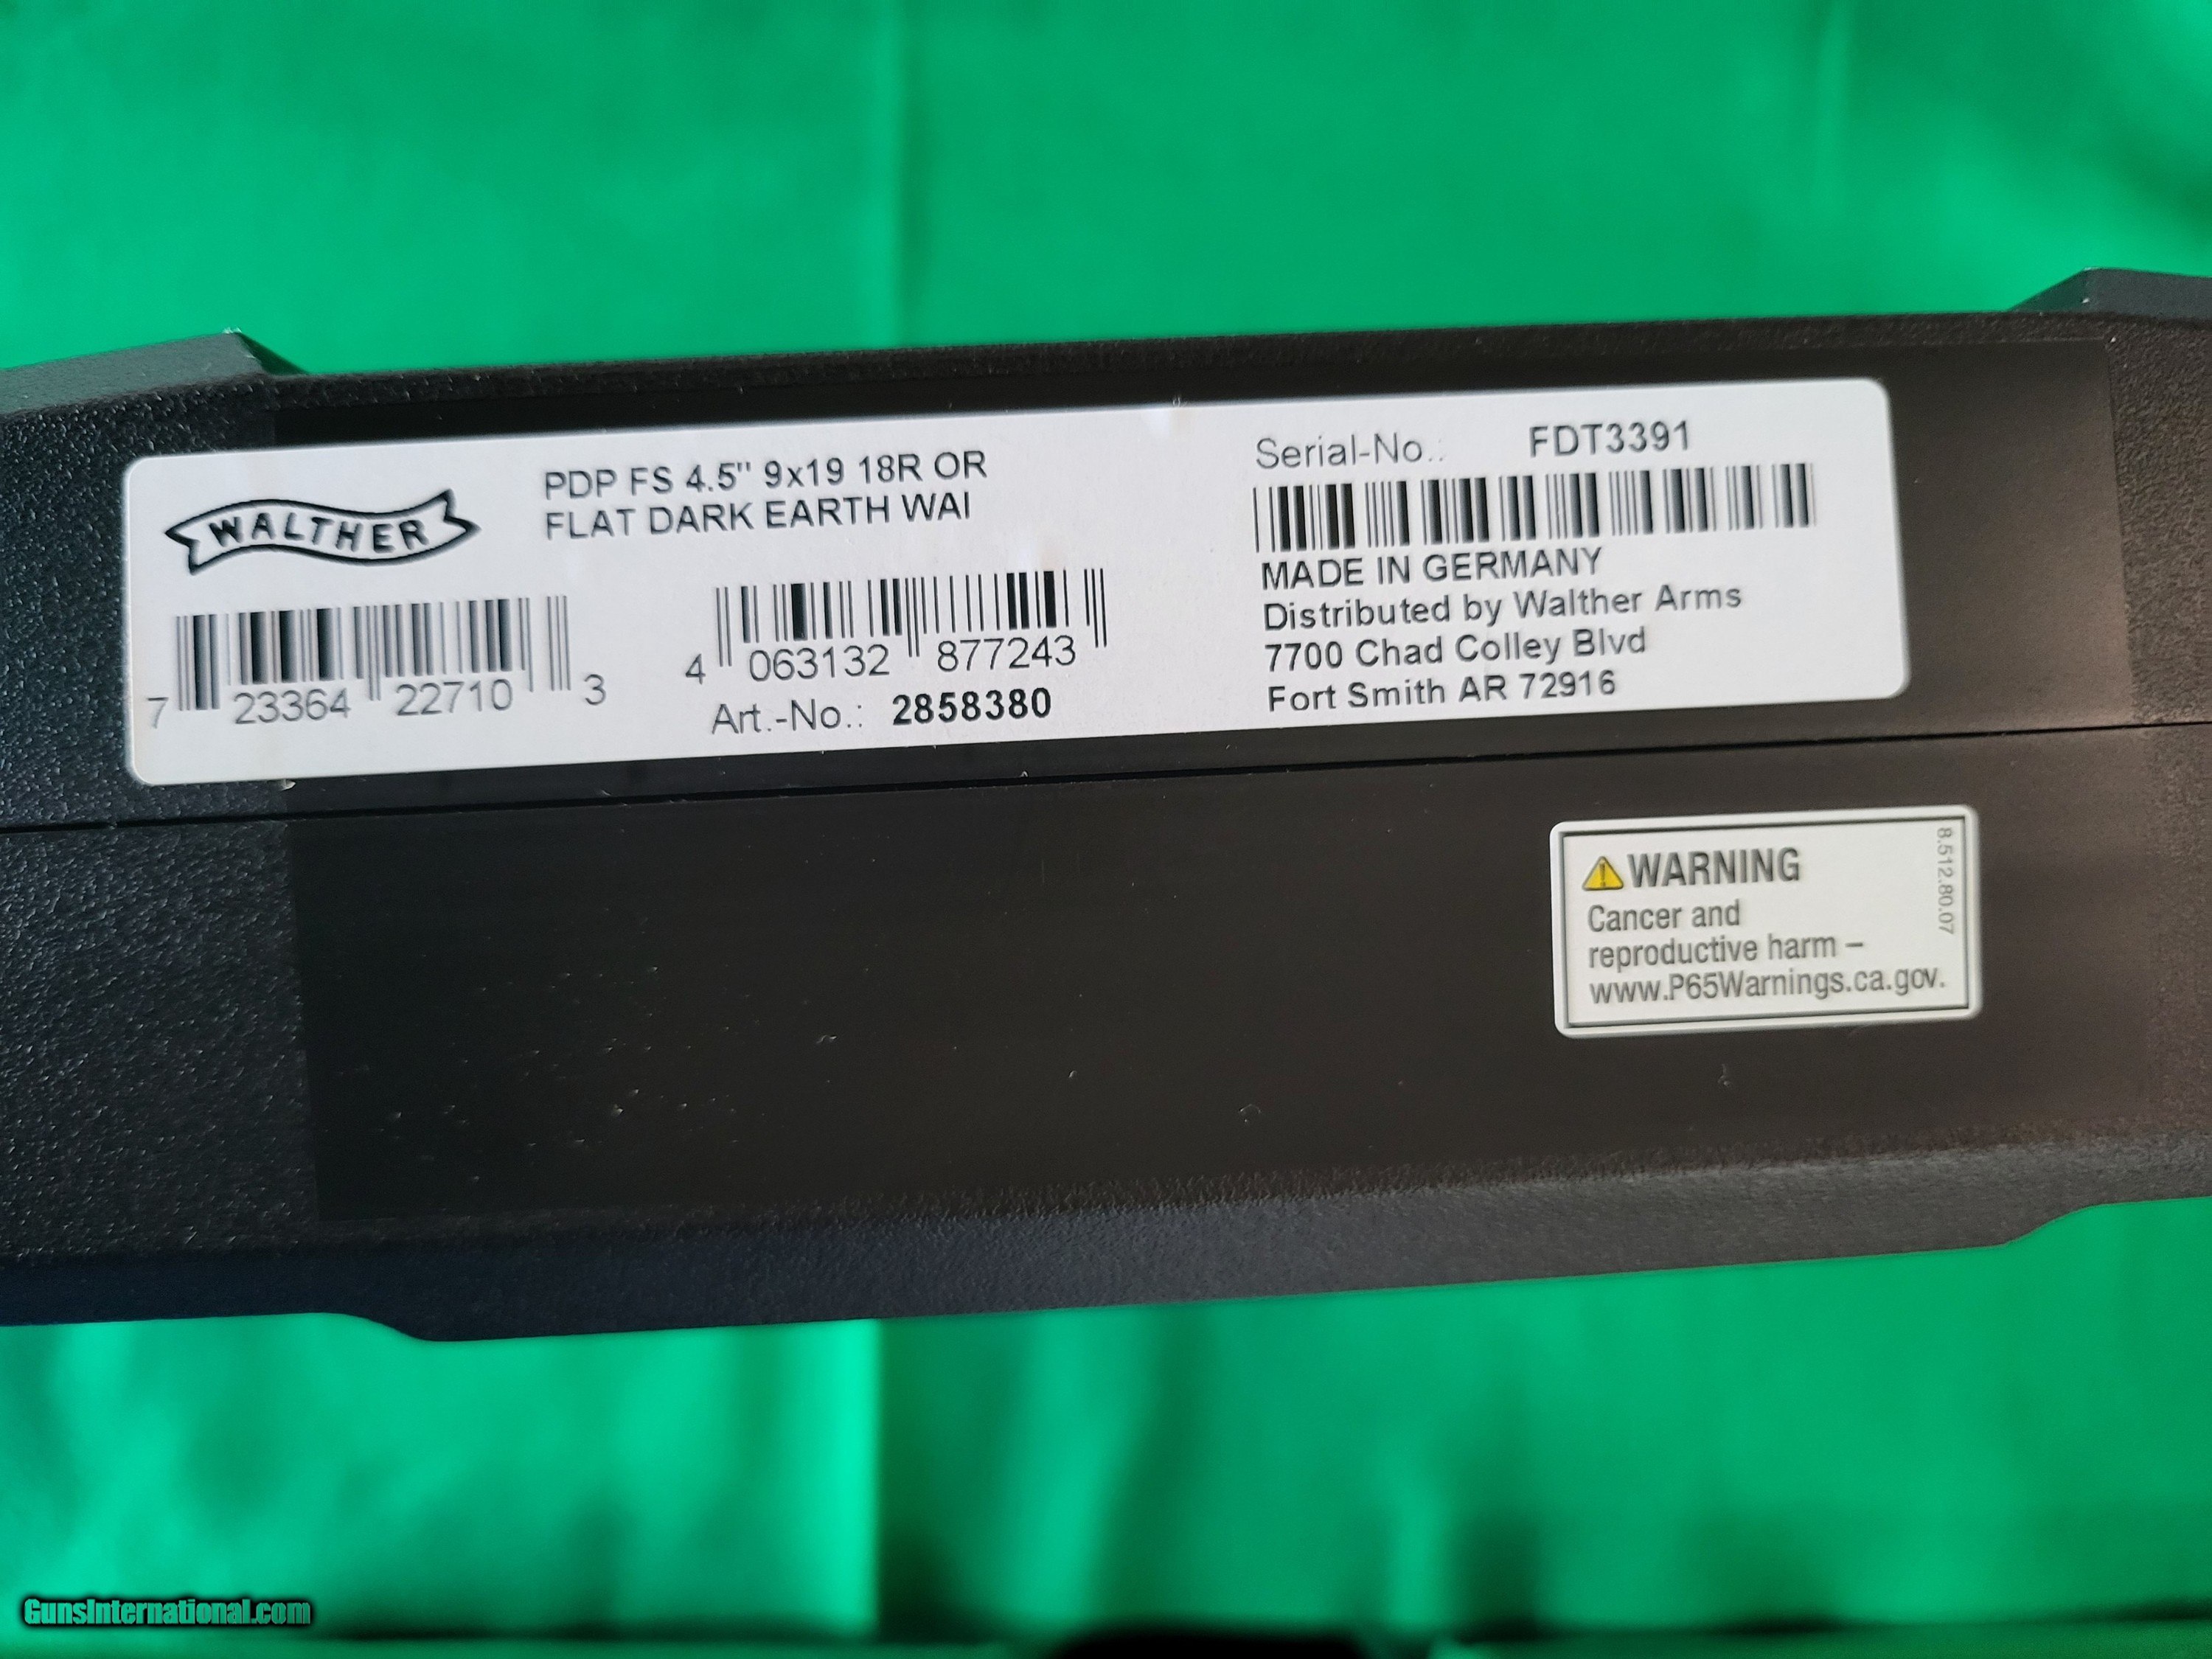 WALTHER
PDP FS 4.5" 9x19 18R OR
FLAT DARK EARTH WAI
7 23364 22710 3
4 063132 877243
Art.-No.: 2858380
Serial-No.: FDT3391
MADE IN GERMANY
Distributed by Walther Arms
7700 Chad Colley Blvd
Fort Smith AR 72916
WARNING
Cancer and
reproductive harm –
www.P65Warnings.ca.gov.
8.512.80.07
GunsInternational.com